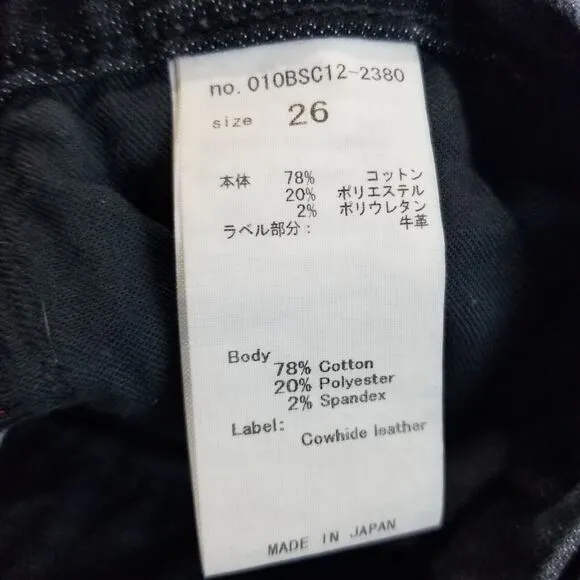 no. 010BSC12-2380
size 26
本体 78% コットン
20% ポリエステル
2% ポリウレタン
ラベル部分: 牛革
Body 78% Cotton
20% Polyester
2% Spandex
Label: Cowhide leather
MADE IN JAPAN